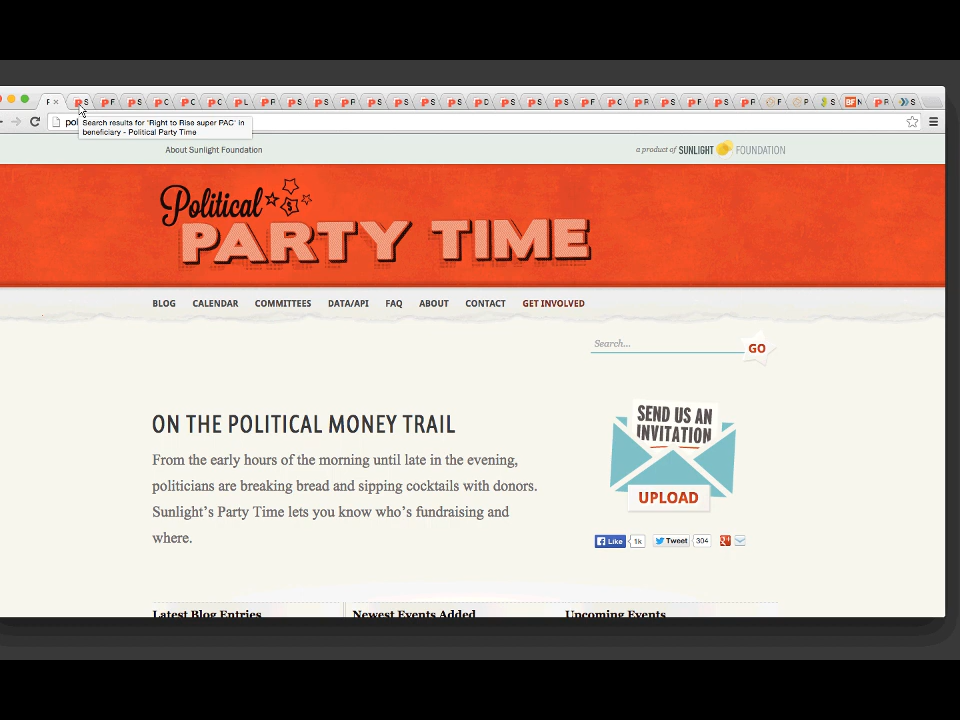 F × S F S C C C L R S S S S S S S D S S S F C R S F S R F P S BF N R S
pol
Search results for 'Right to Rise super PAC' in
beneficiary - Political Party Time
About Sunlight Foundation
a product of SUNLIGHT FOUNDATION
Political
PARTY TIME
BLOG CALENDAR COMMITTEES DATA/API FAQ ABOUT CONTACT GET INVOLVED
Search... GO
ON THE POLITICAL MONEY TRAIL
From the early hours of the morning until late in the evening,
politicians are breaking bread and sipping cocktails with donors.
Sunlight's Party Time lets you know who's fundraising and
where.
SEND US AN
INVITATION
UPLOAD
Like 1k Tweet 304
Latest Blog Entries Newest Events Added Upcoming Events